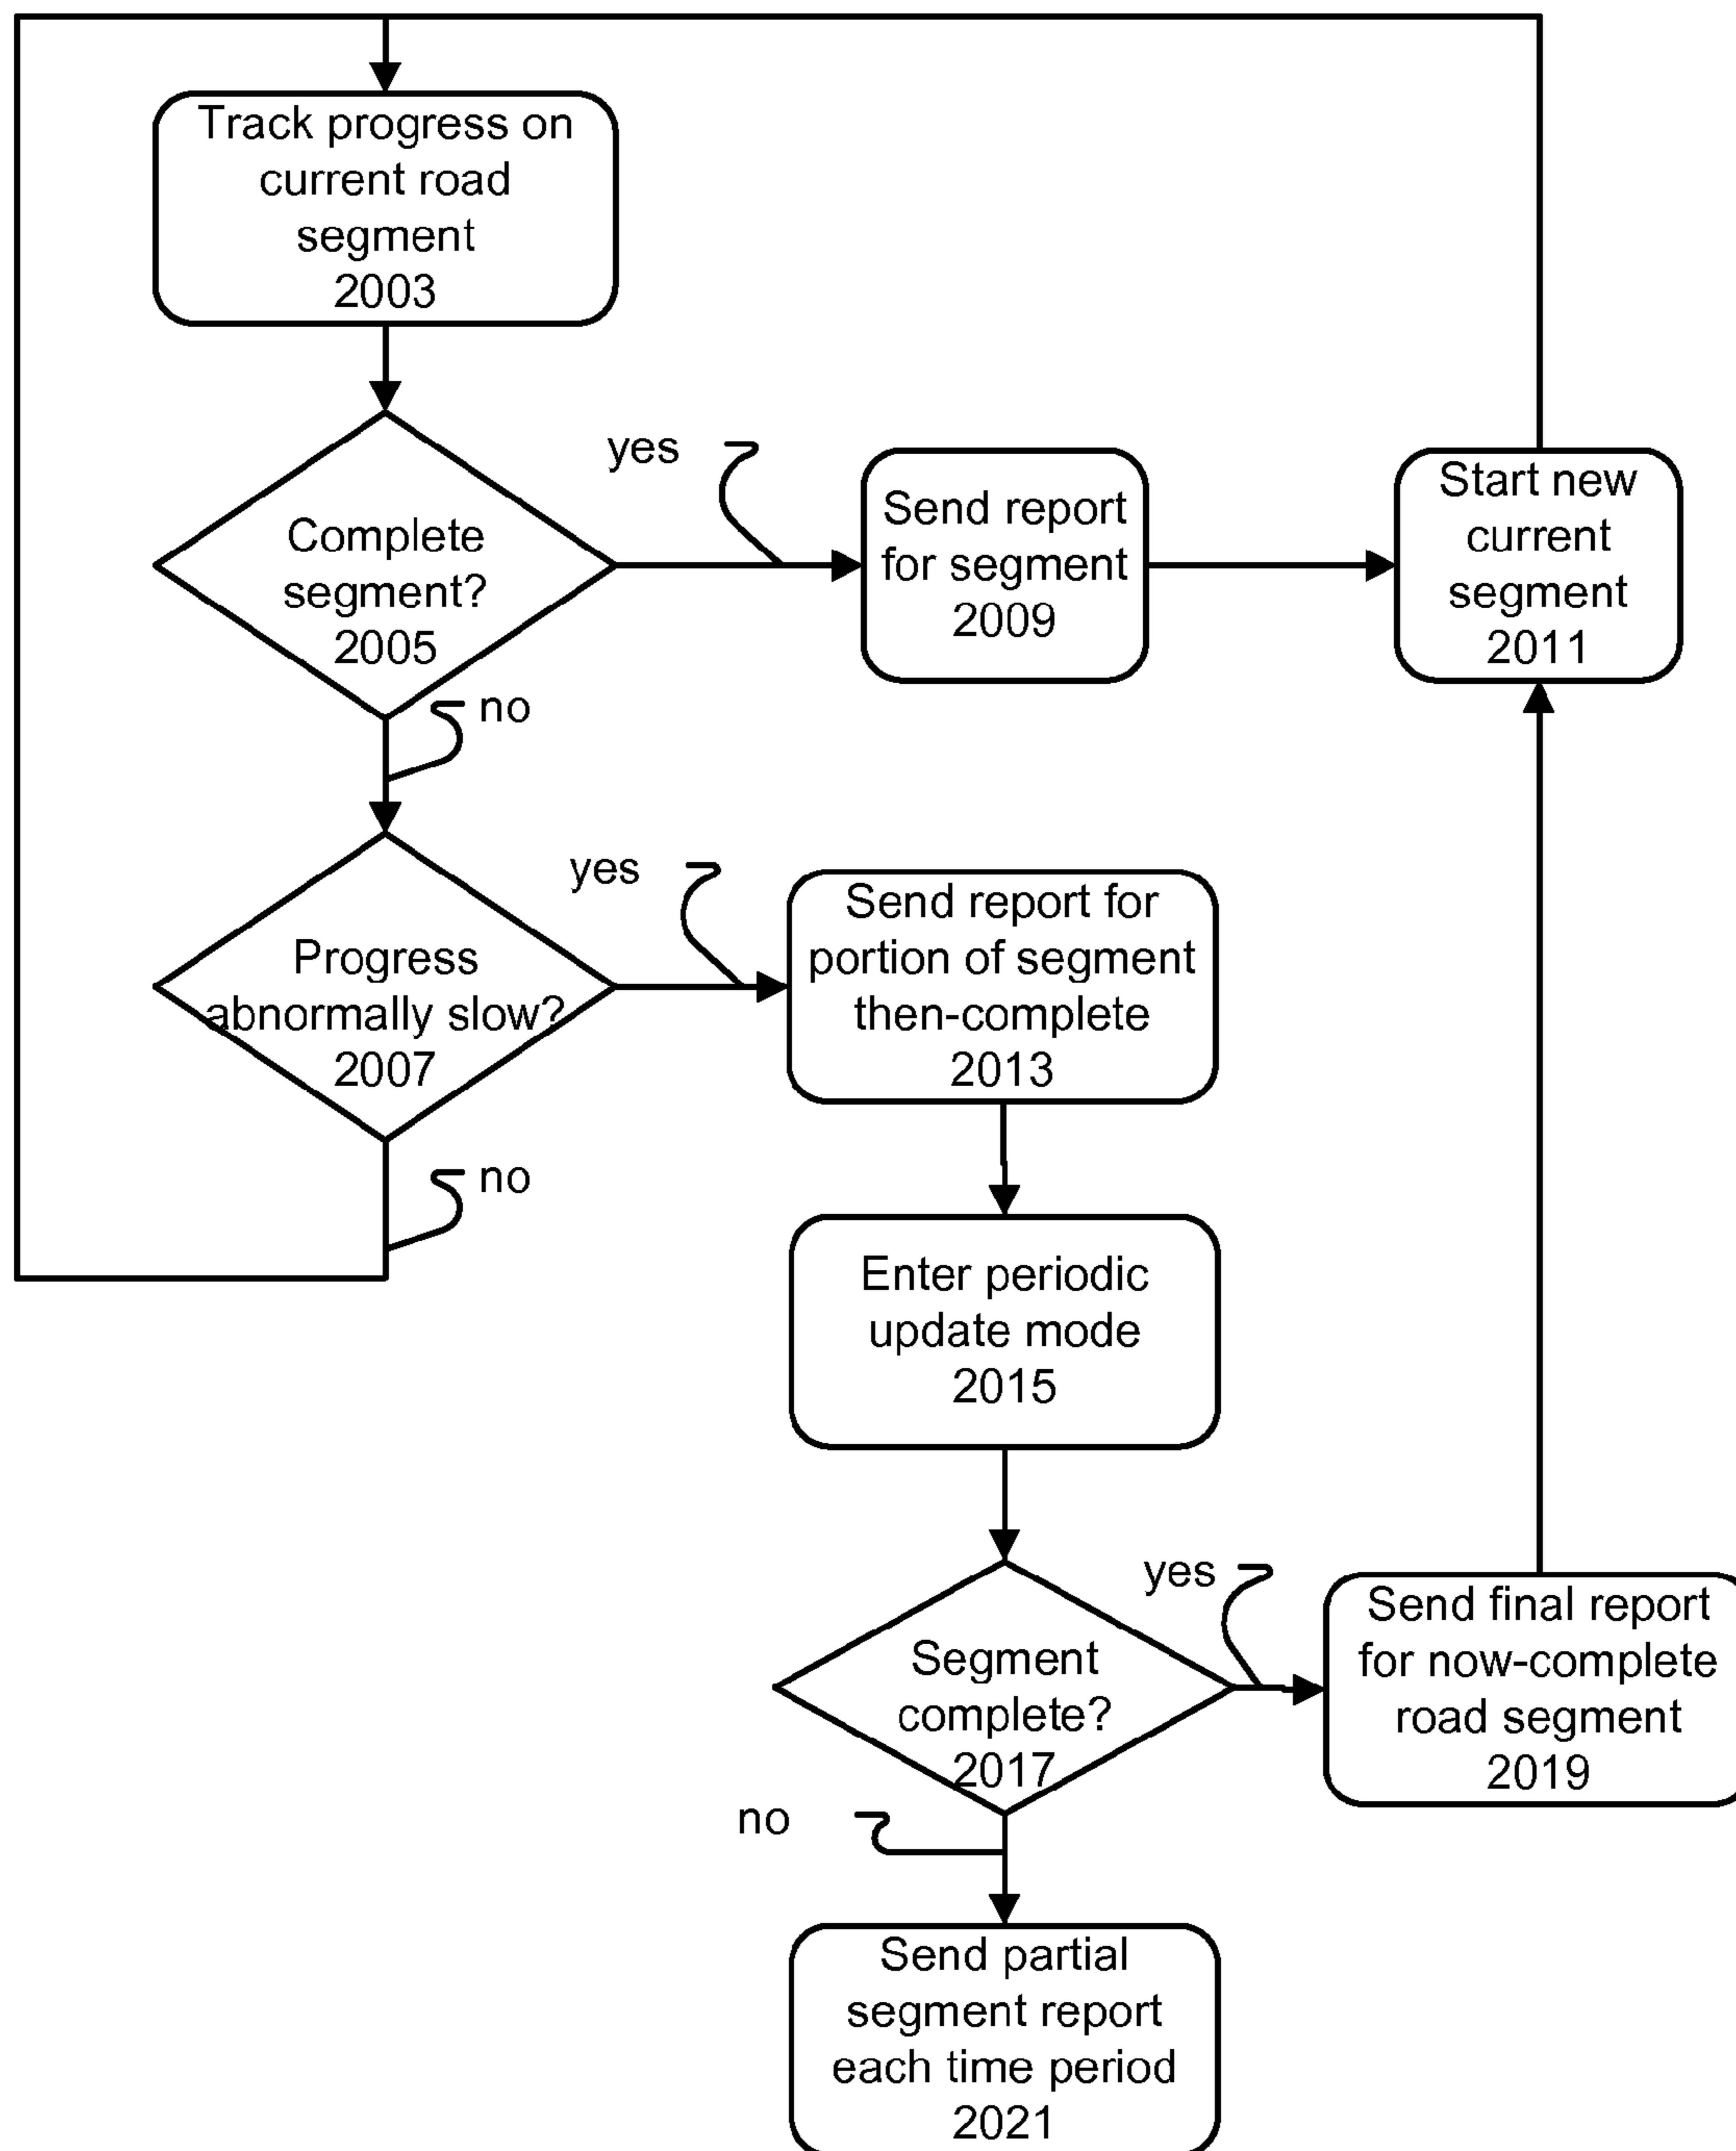 Track progress on
current road
segment
2003
Complete
segment?
2005
yes
Send report
for segment
2009
Start new
current
segment
2011
no
Progress
abnormally slow?
2007
yes
Send report for
portion of segment
then-complete
2013
no
Enter periodic
update mode
2015
Segment
complete?
2017
yes
Send final report
for now-complete
road segment
2019
no
Send partial
segment report
each time period
2021